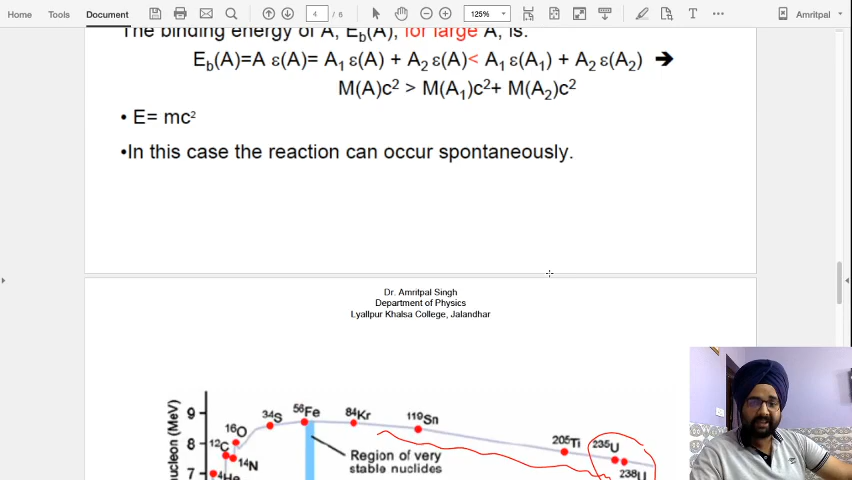 Home Tools Document 4 / 6 125% Amritpal
The binding energy of A, Eb(A), for large A, is:
Eb(A)=A ε(A)= A1 ε(A) + A2 ε(A)< A1 ε(A1) + A2 ε(A2) ➔
M(A)c² > M(A1)c²+ M(A2)c²
• E= mc²
•In this case the reaction can occur spontaneously.
Dr. Amritpal Singh
Department of Physics
Lyallpur Khalsa College, Jalandhar
9
8
7
nucleon (MeV)
⁴He
¹²C
¹⁴N
¹⁶O
³⁴S
⁵⁶Fe
⁸⁴Kr
¹¹⁹Sn
²⁰⁵Ti
²³⁵U
²³⁸U
Region of very
stable nuclides